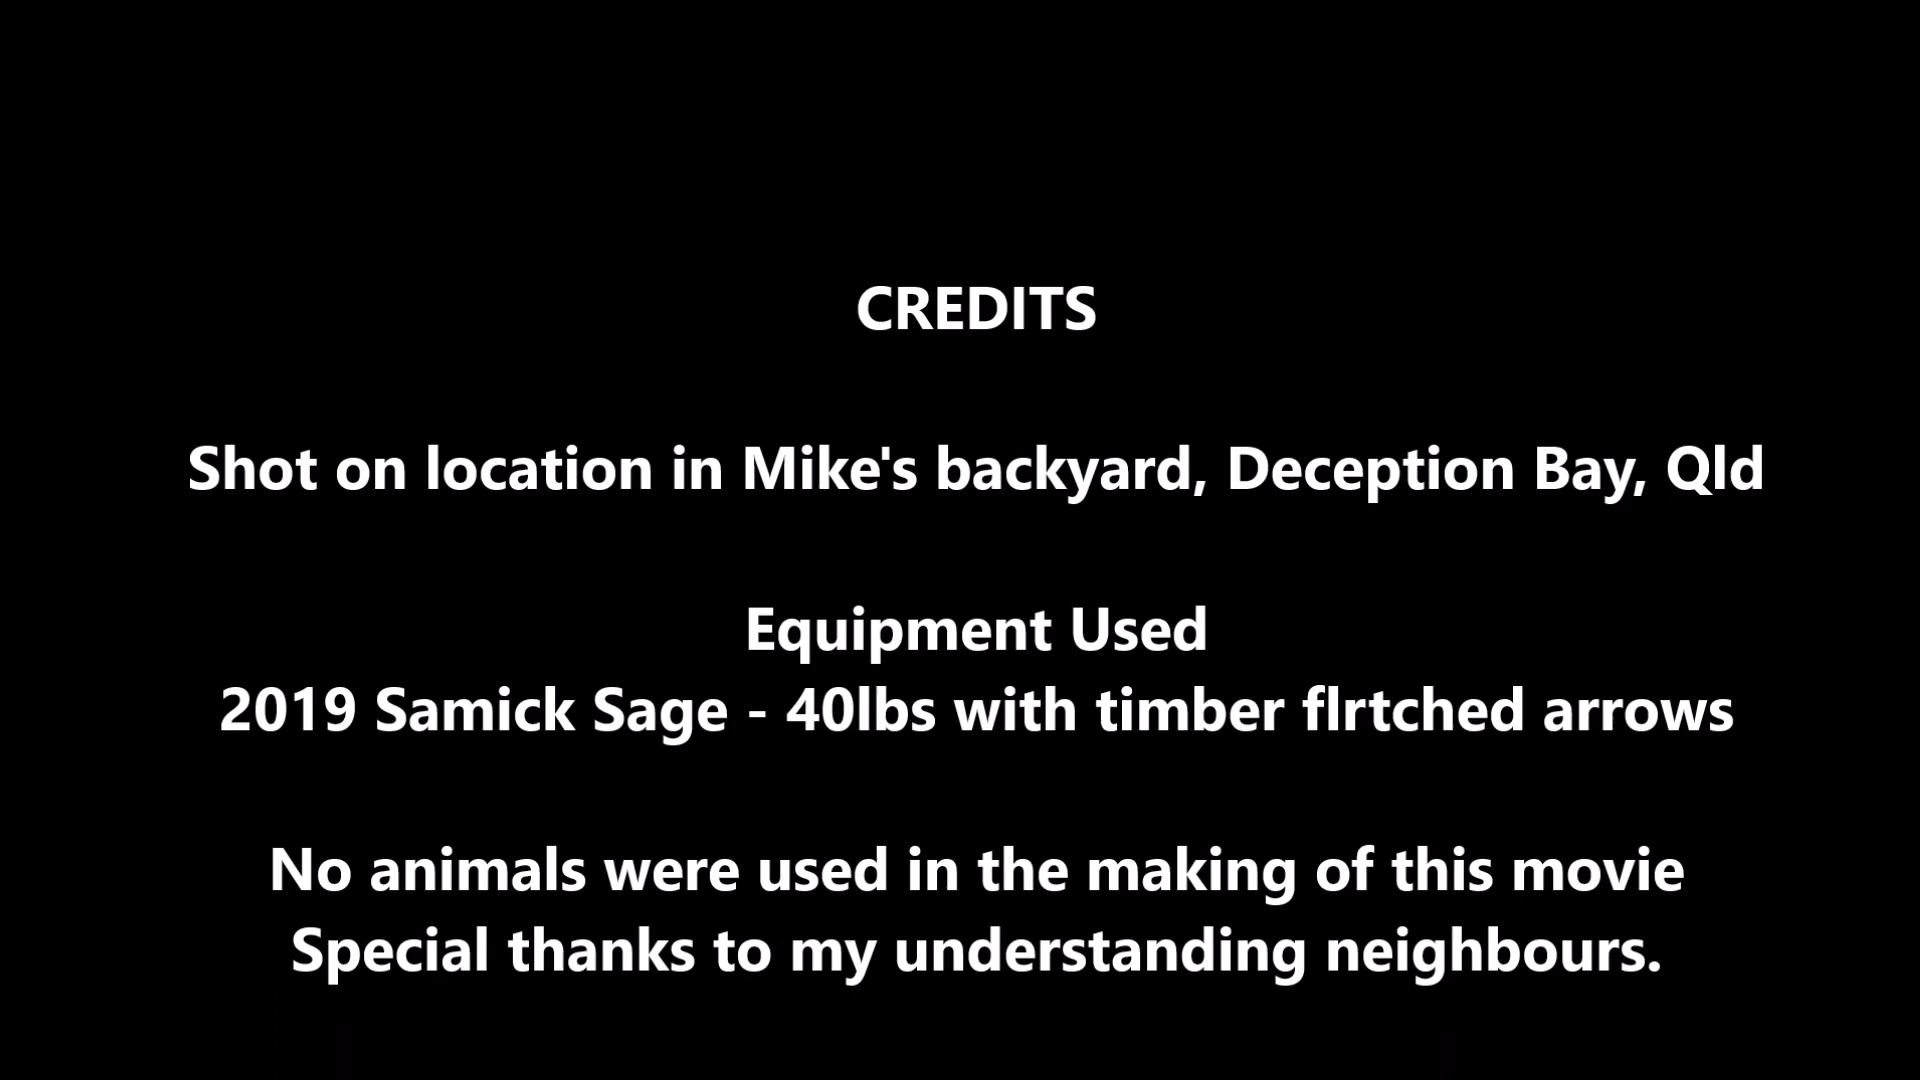 CREDITS
Shot on location in Mike's backyard, Deception Bay, Qld
Equipment Used
2019 Samick Sage - 40lbs with timber flrtched arrows
No animals were used in the making of this movie
Special thanks to my understanding neighbours.